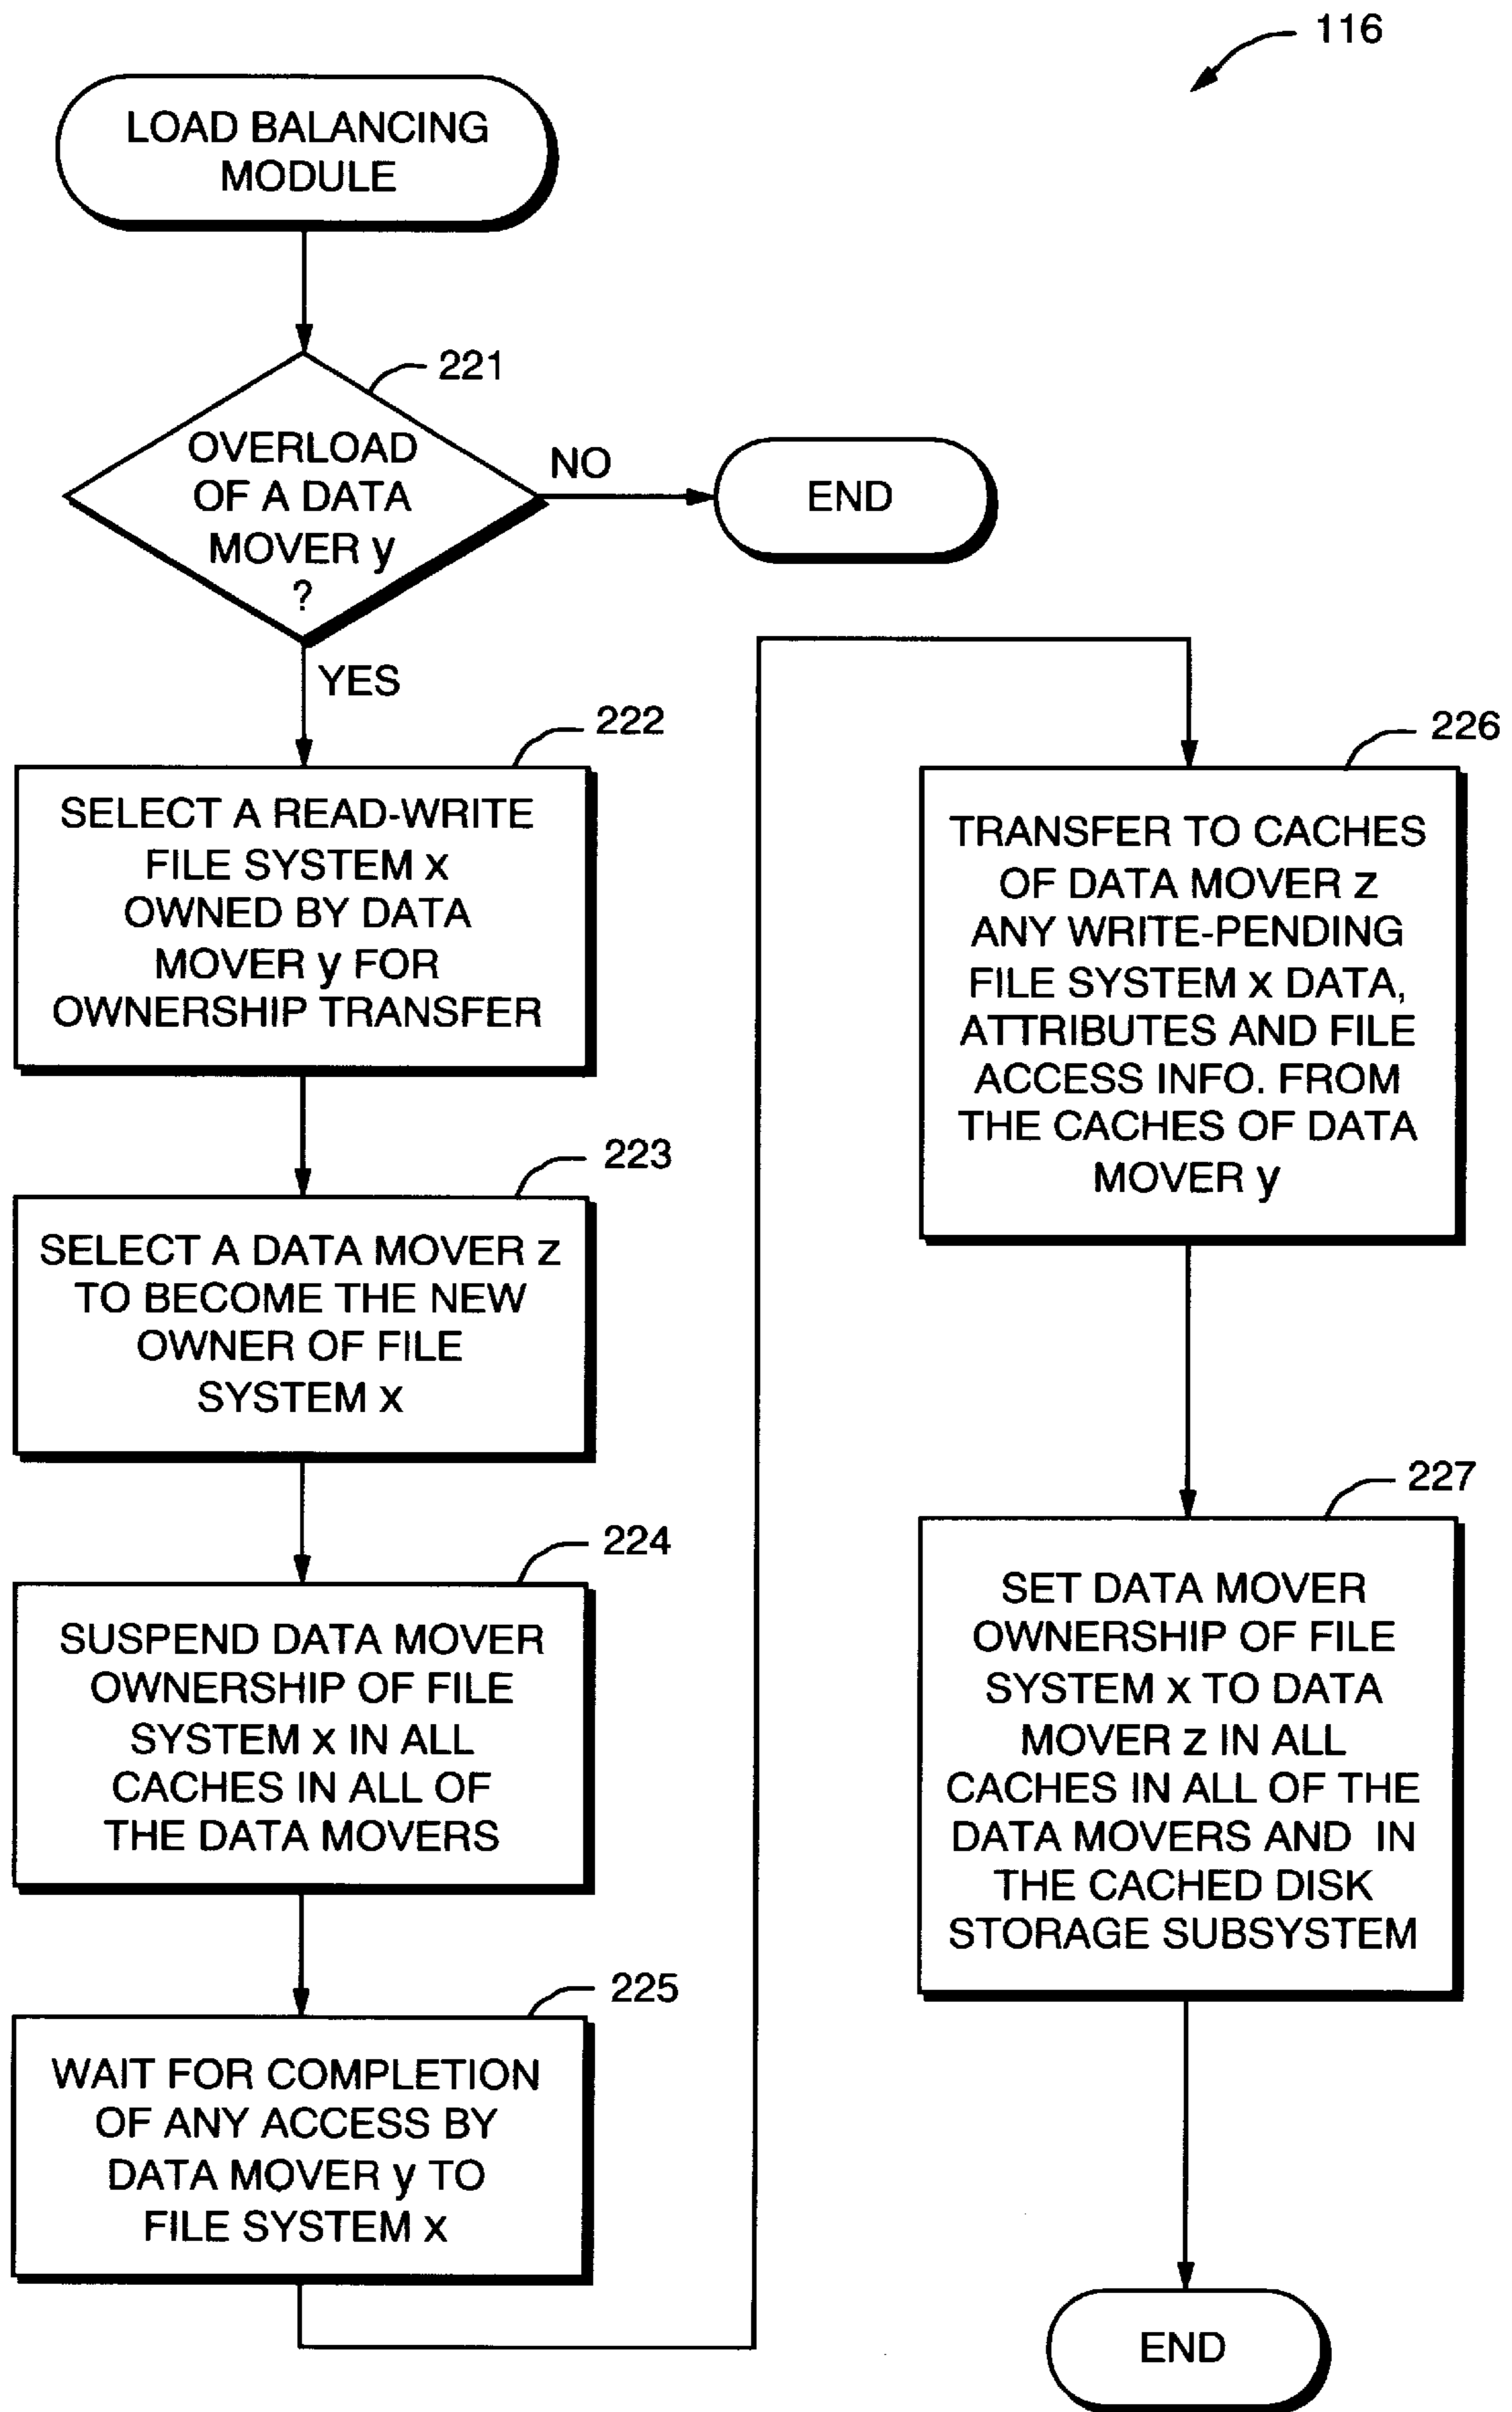 116
LOAD BALANCING
MODULE
221
OVERLOAD
OF A DATA
MOVER y
?
NO
END
YES
222
SELECT A READ-WRITE
FILE SYSTEM x
OWNED BY DATA
MOVER y FOR
OWNERSHIP TRANSFER
223
SELECT A DATA MOVER z
TO BECOME THE NEW
OWNER OF FILE
SYSTEM x
224
SUSPEND DATA MOVER
OWNERSHIP OF FILE
SYSTEM x IN ALL
CACHES IN ALL OF
THE DATA MOVERS
225
WAIT FOR COMPLETION
OF ANY ACCESS BY
DATA MOVER y TO
FILE SYSTEM x
226
TRANSFER TO CACHES
OF DATA MOVER z
ANY WRITE-PENDING
FILE SYSTEM x DATA,
ATTRIBUTES AND FILE
ACCESS INFO. FROM
THE CACHES OF DATA
MOVER y
227
SET DATA MOVER
OWNERSHIP OF FILE
SYSTEM x TO DATA
MOVER z IN ALL
CACHES IN ALL OF THE
DATA MOVERS AND IN
THE CACHED DISK
STORAGE SUBSYSTEM
END